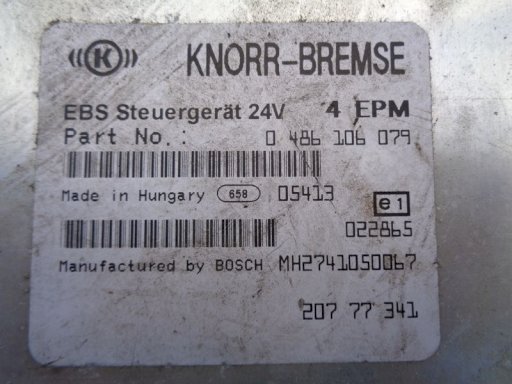 K KNORR-BREMSE
EBS Steuergerät 24V 4 EPM
Part No.: 0 486 106 079
Made in Hungary 658 05413 e1
022865
Manufactured by BOSCH MH2741050067
207 77 341